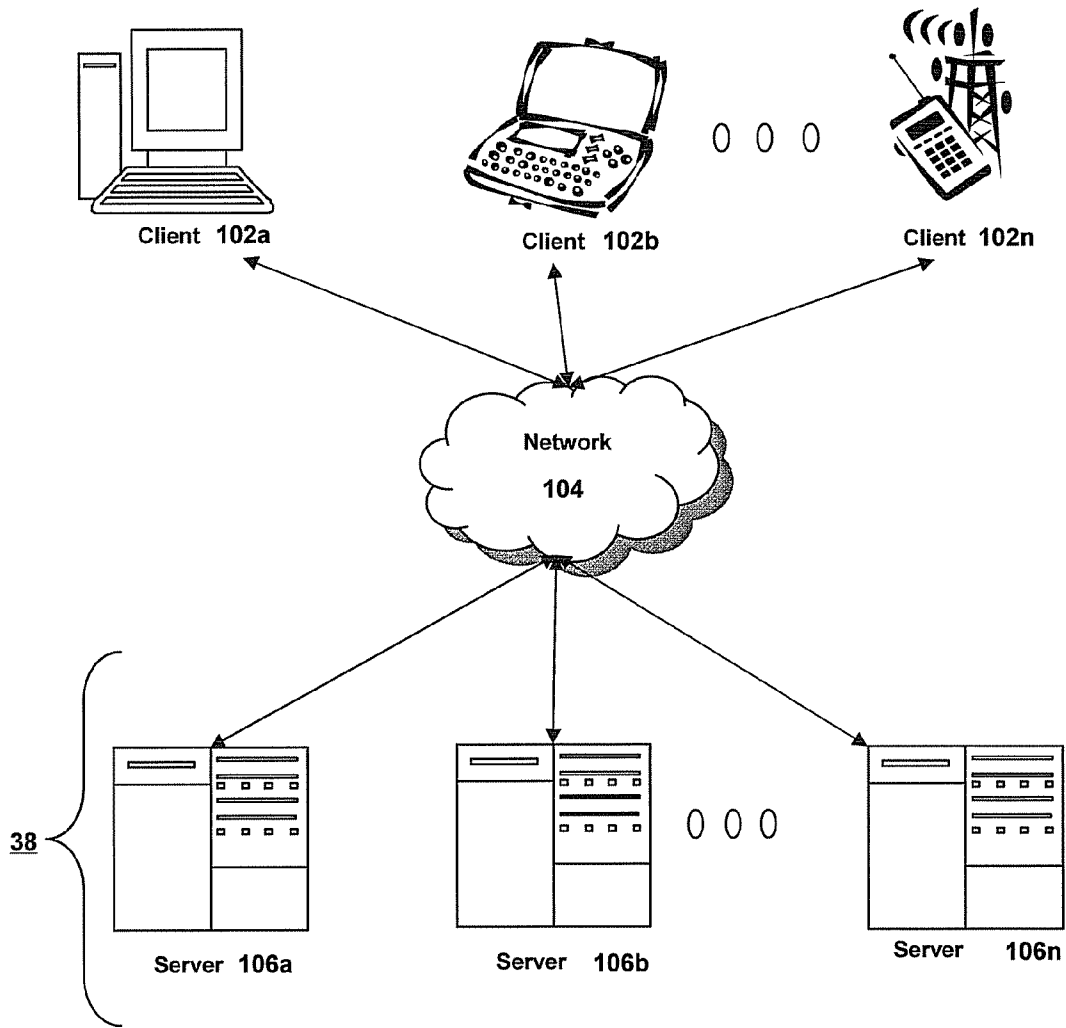 Client 102a
Client 102b
Client 102n
Network
104
38
Server 106a
Server 106b
Server 106n